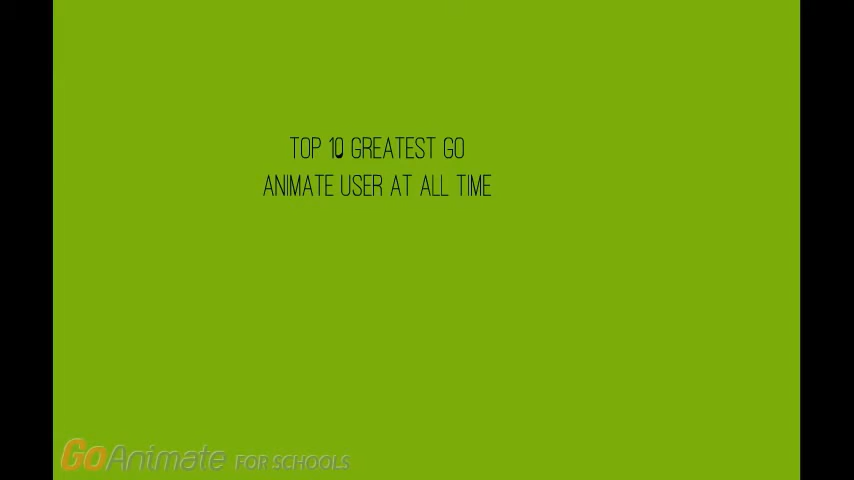 TOP 10 GREATEST GO
ANIMATE USER AT ALL TIME
GoAnimate FOR SCHOOLS